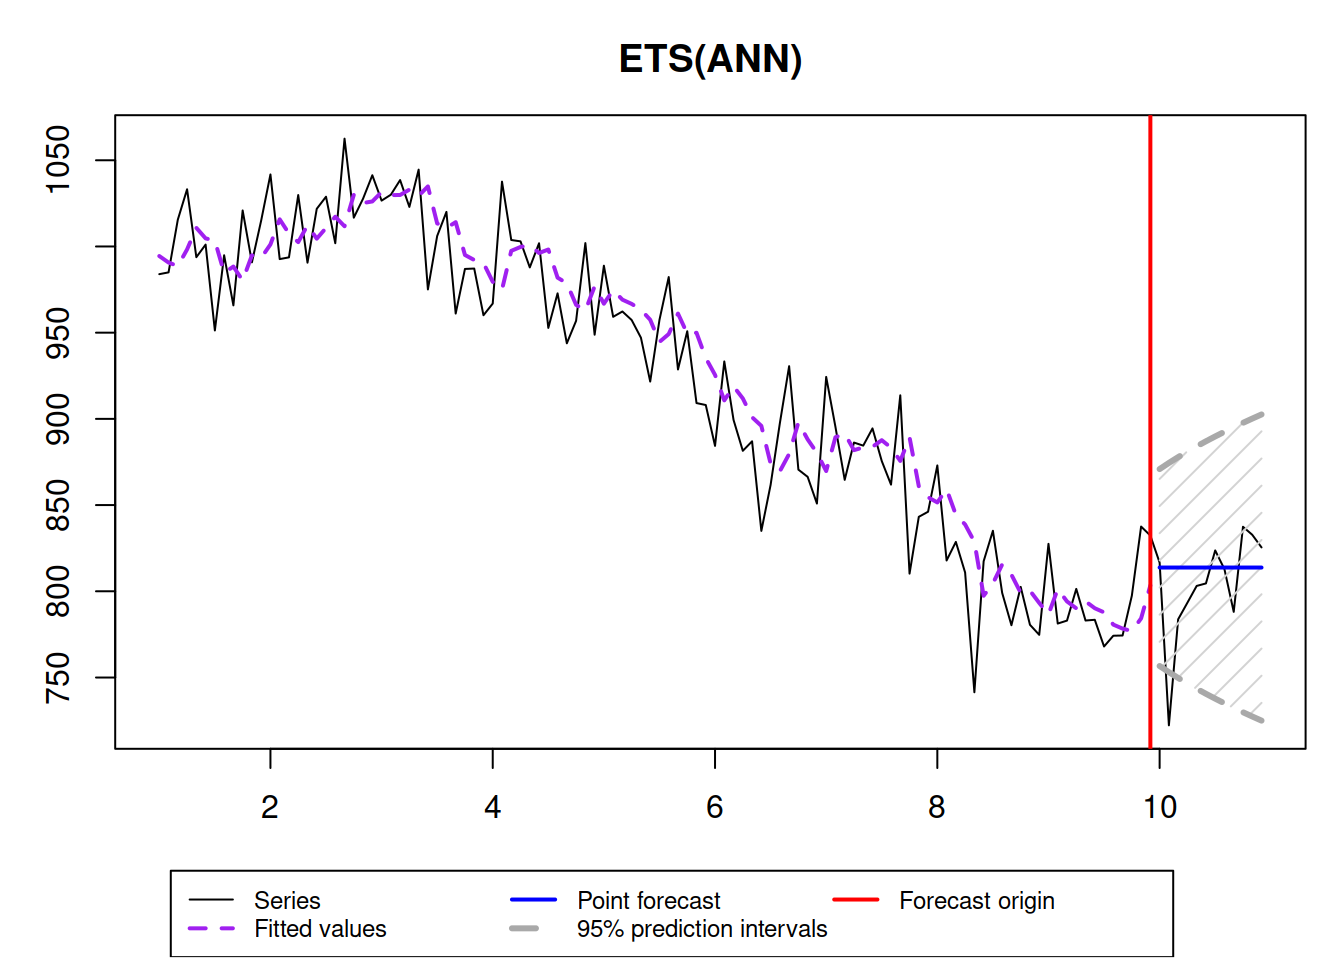 ETS(ANN)
1050
950
900
850
800
750
2 4 6 8 10
Series Point forecast Forecast origin
Fitted values 95% prediction intervals